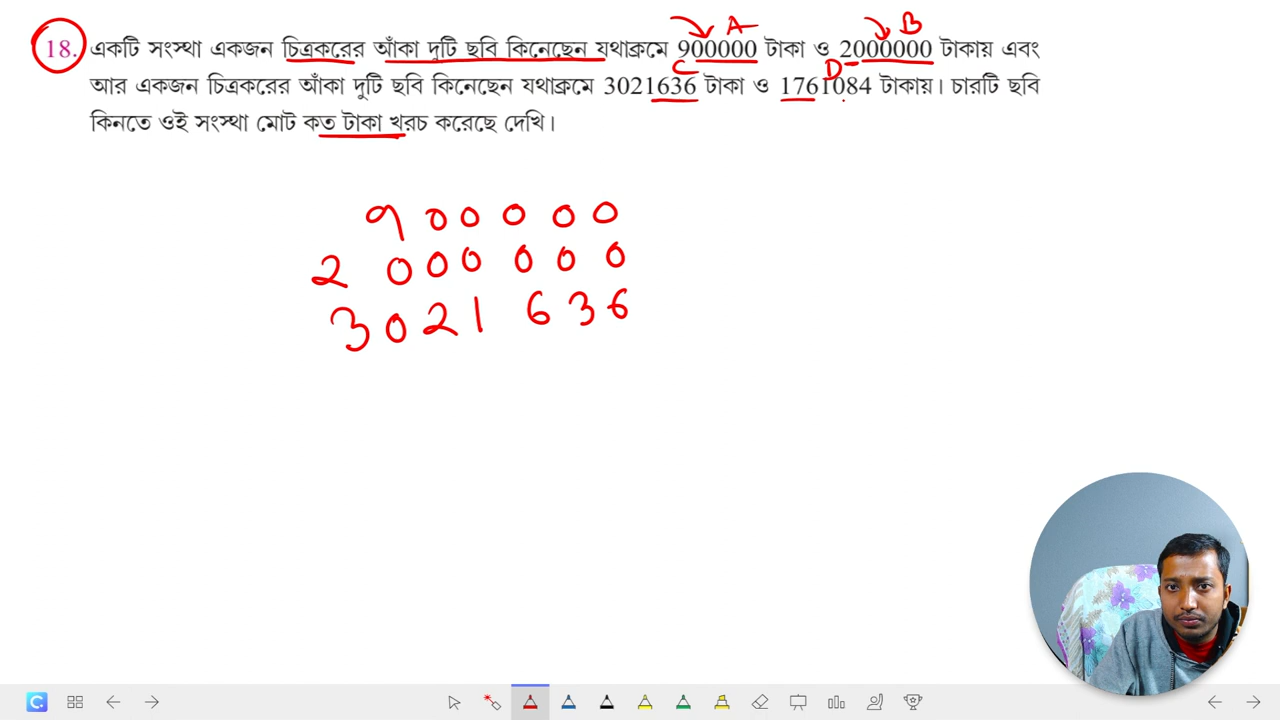 A B
18. একটি সংস্থা একজন চিত্রকরের আঁকা দুটি ছবি কিনেছেন যথাক্রমে 900000 টাকা ও 2000000 টাকায় এবং
C D
আর একজন চিত্রকরের আঁকা দুটি ছবি কিনেছেন যথাক্রমে 3021636 টাকা ও 1761084 টাকায়। চারটি ছবি
কিনতে ওই সংস্থা মোট কত টাকা খরচ করেছে দেখি।
900000
2000000
3021636